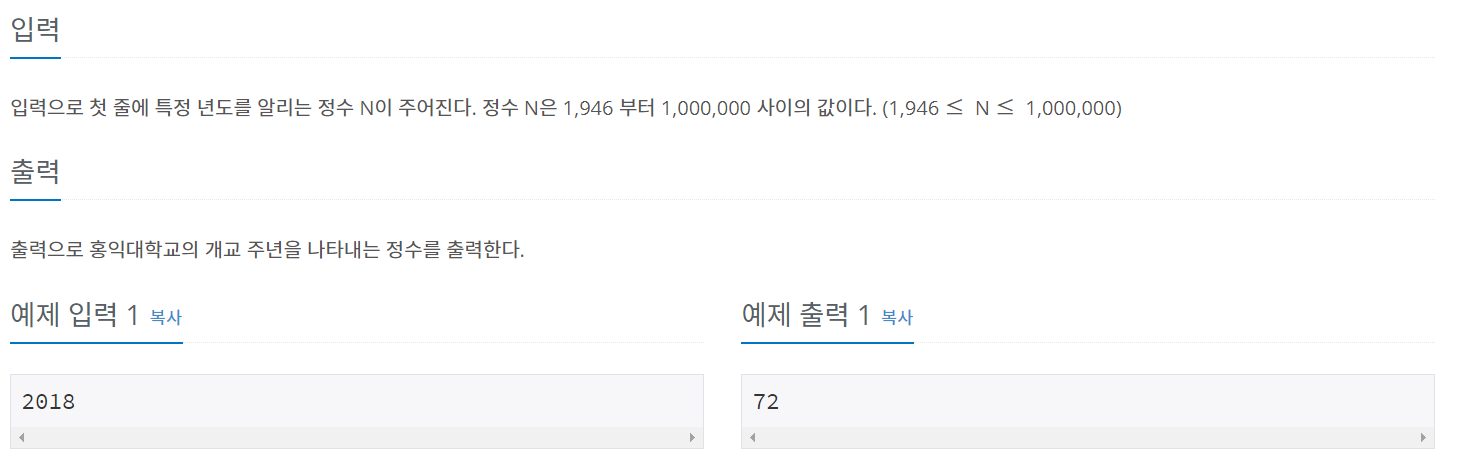 입력
입력으로 첫 줄에 특정 년도를 알리는 정수 N이 주어진다. 정수 N은 1,946 부터 1,000,000 사이의 값이다. (1,946 ≤ N ≤ 1,000,000)
출력
출력으로 홍익대학교의 개교 주년을 나타내는 정수를 출력한다.
예제 입력 1 복사
2018
예제 출력 1 복사
72